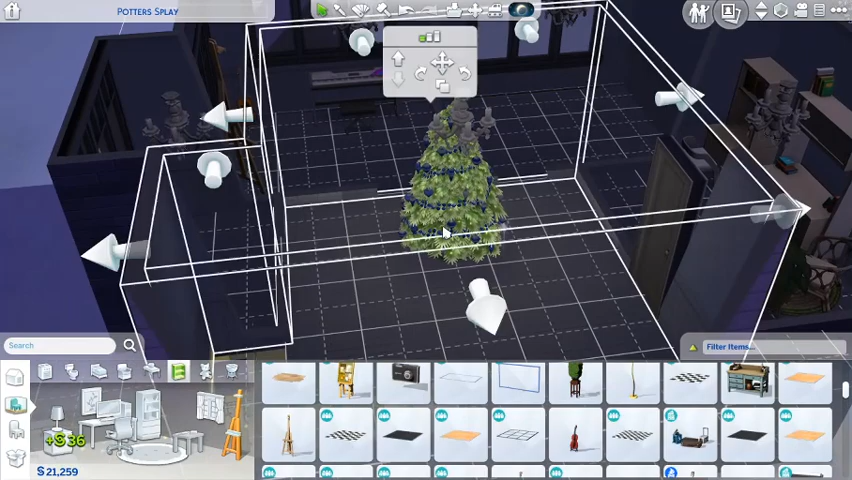 POTTERS SPLAY
Search
Filter Items...
+§36
§21,259